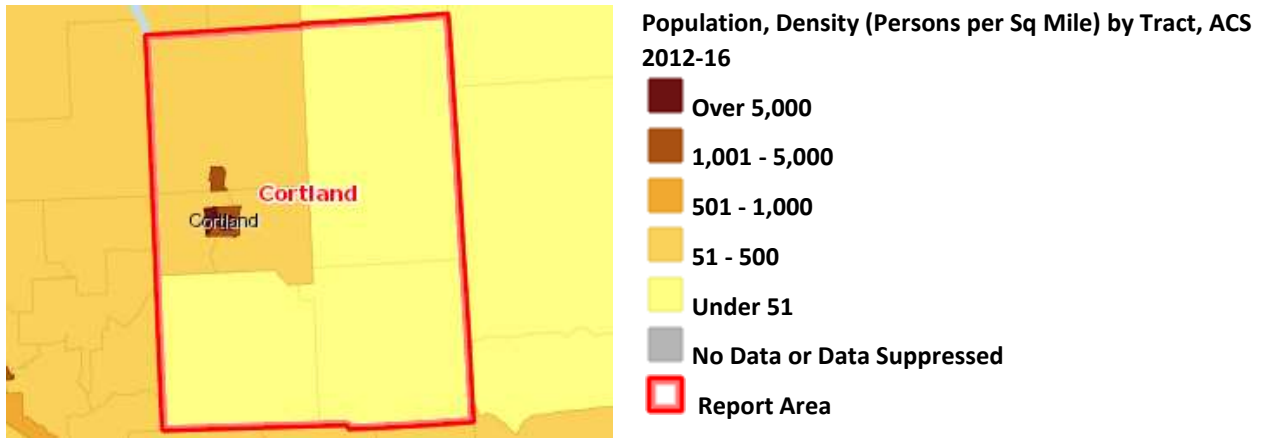 Cortland
Cortland
Population, Density (Persons per Sq Mile) by Tract, ACS
2012-16
Over 5,000
1,001 - 5,000
501 - 1,000
51 - 500
Under 51
No Data or Data Suppressed
Report Area